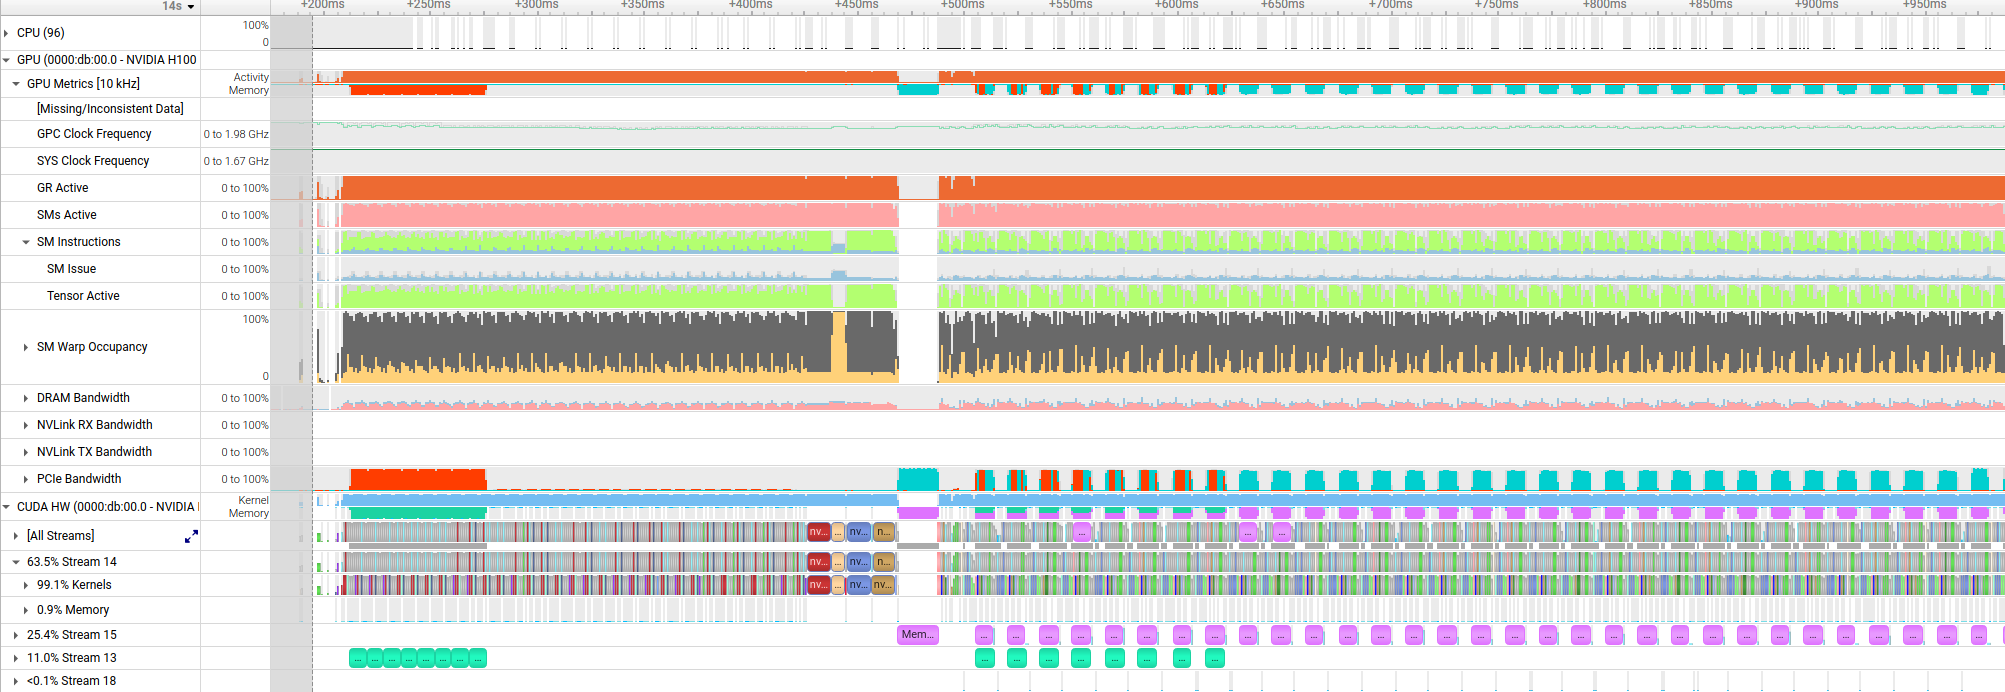 14s +200ms +250ms +300ms +350ms +400ms +450ms +500ms +550ms +600ms +650ms +700ms +750ms +800ms +850ms +900ms +950ms
CPU (96) 100%
0
GPU (0000:db:00.0 - NVIDIA H100
GPU Metrics [10 kHz] Activity
Memory
[Missing/Inconsistent Data]
GPC Clock Frequency 0 to 1.98 GHz
SYS Clock Frequency 0 to 1.67 GHz
GR Active 0 to 100%
SMs Active 0 to 100%
SM Instructions 0 to 100%
SM Issue 0 to 100%
Tensor Active 0 to 100%
100%
SM Warp Occupancy
0
DRAM Bandwidth 0 to 100%
NVLink RX Bandwidth 0 to 100%
NVLink TX Bandwidth 0 to 100%
PCIe Bandwidth 0 to 100%
CUDA HW (0000:db:00.0 - NVIDIA Kernel
Memory
[All Streams] nv... ... nv... n... ... ... ...
63.5% Stream 14 nv... ... nv... n...
99.1% Kernels nv... ... nv... nv...
0.9% Memory
25.4% Stream 15 Mem... ... ... ... ... ... ... ... ... ... ... ... ... ... ... ... ... ... ... ... ... ... ... ... ... ... ... ... ... ... ... ...
11.0% Stream 13 ... ... ... ... ... ... ... ... ... ... ... ... ... ... ... ...
<0.1% Stream 18